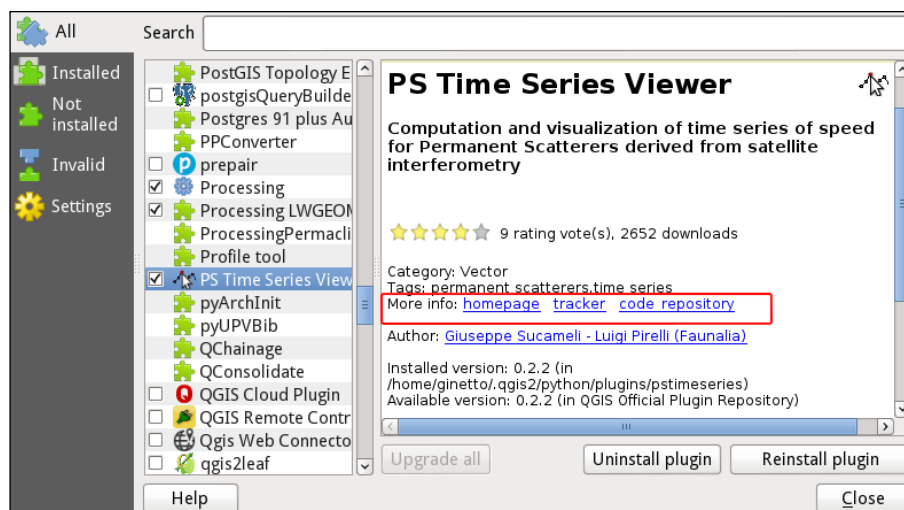 All
Search
Installed
Not
installed
Invalid
Settings
PostGIS Topology E
postgisQueryBuilde
Postgres 91 plus Au
PPConverter
prepair
Processing
Processing LWGEOM
ProcessingPermacli
Profile tool
PS Time Series View
pyArchInit
pyUPVBib
QChainage
QConsolidate
QGIS Cloud Plugin
QGIS Remote Contr
Qgis Web Connecto
qgis2leaf
PS Time Series Viewer
Computation and visualization of time series of speed
for Permanent Scatterers derived from satellite
interferometry
9 rating vote(s), 2652 downloads
Category: Vector
Tags: permanent scatterers,time series
More info: homepage tracker code repository
Author: Giuseppe Sucameli - Luigi Pirelli (Faunalia)
Installed version: 0.2.2 (in
/home/ginetto/.qgis2/python/plugins/pstimeseries)
Available version: 0.2.2 (in QGIS Official Plugin Repository)
Upgrade all
Uninstall plugin
Reinstall plugin
Help
Close